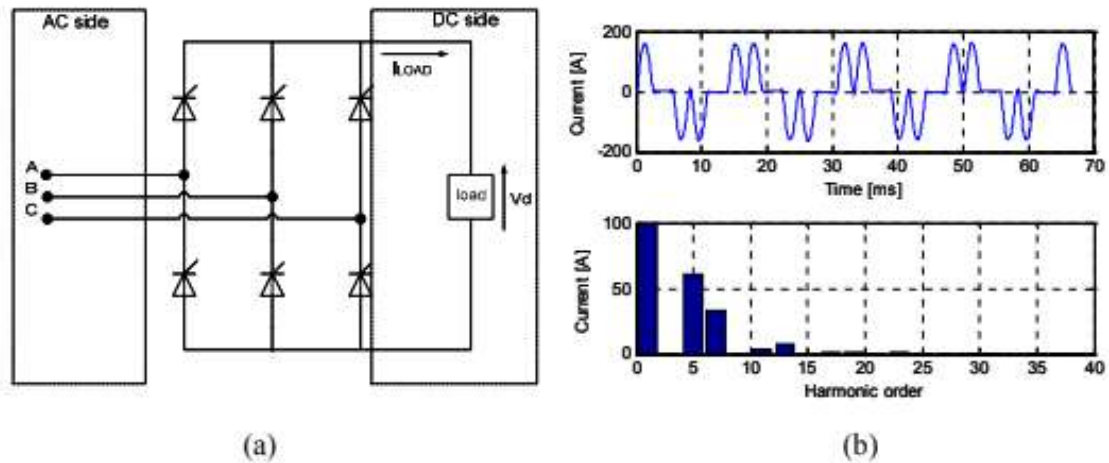 AC side
DC side
ILOAD
A
B
C
load
Vd
(a)
200
0
-200
Current [A]
0 10 20 30 40 50 60 70
Time [ms]
100
50
0
Current [A]
0 5 10 15 20 25 30 35 40
Harmonic order
(b)